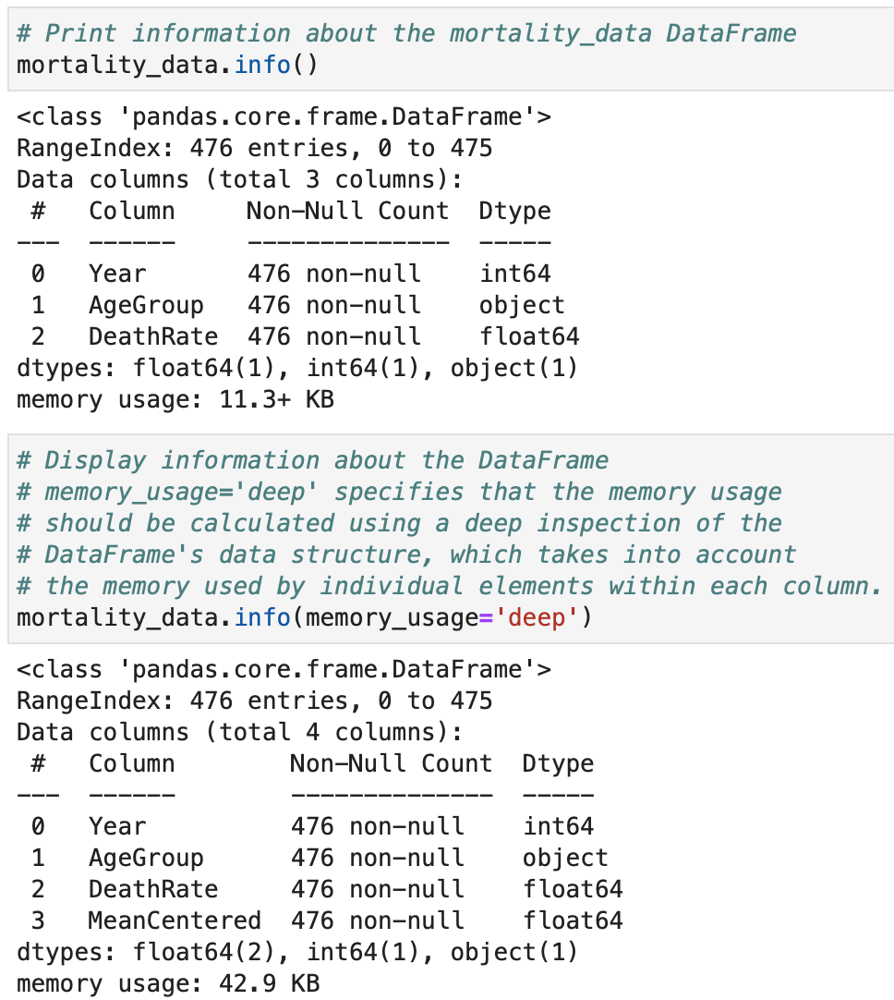 # Print information about the mortality_data DataFrame
mortality_data.info()
<class 'pandas.core.frame.DataFrame'>
RangeIndex: 476 entries, 0 to 475
Data columns (total 3 columns):
 #   Column     Non-Null Count  Dtype
---  ------     --------------  -----
 0   Year       476 non-null    int64
 1   AgeGroup   476 non-null    object
 2   DeathRate  476 non-null    float64
dtypes: float64(1), int64(1), object(1)
memory usage: 11.3+ KB
# Display information about the DataFrame
# memory_usage='deep' specifies that the memory usage
# should be calculated using a deep inspection of the
# DataFrame's data structure, which takes into account
# the memory used by individual elements within each column.
mortality_data.info(memory_usage='deep')
<class 'pandas.core.frame.DataFrame'>
RangeIndex: 476 entries, 0 to 475
Data columns (total 4 columns):
 #   Column        Non-Null Count  Dtype
---  ------        --------------  -----
 0   Year          476 non-null    int64
 1   AgeGroup      476 non-null    object
 2   DeathRate     476 non-null    float64
 3   MeanCentered  476 non-null    float64
dtypes: float64(2), int64(1), object(1)
memory usage: 42.9 KB